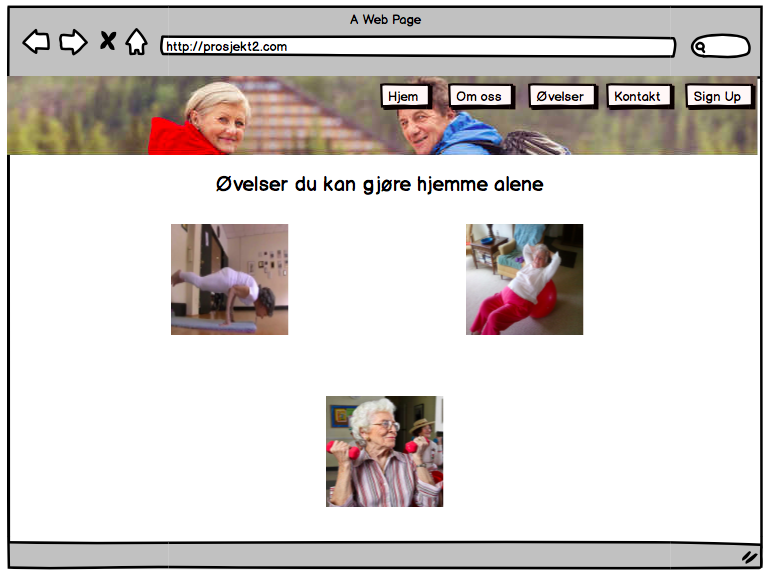 A Web Page
http://prosjekt2.com
Hjem Om oss Øvelser Kontakt Sign Up
Øvelser du kan gjøre hjemme alene